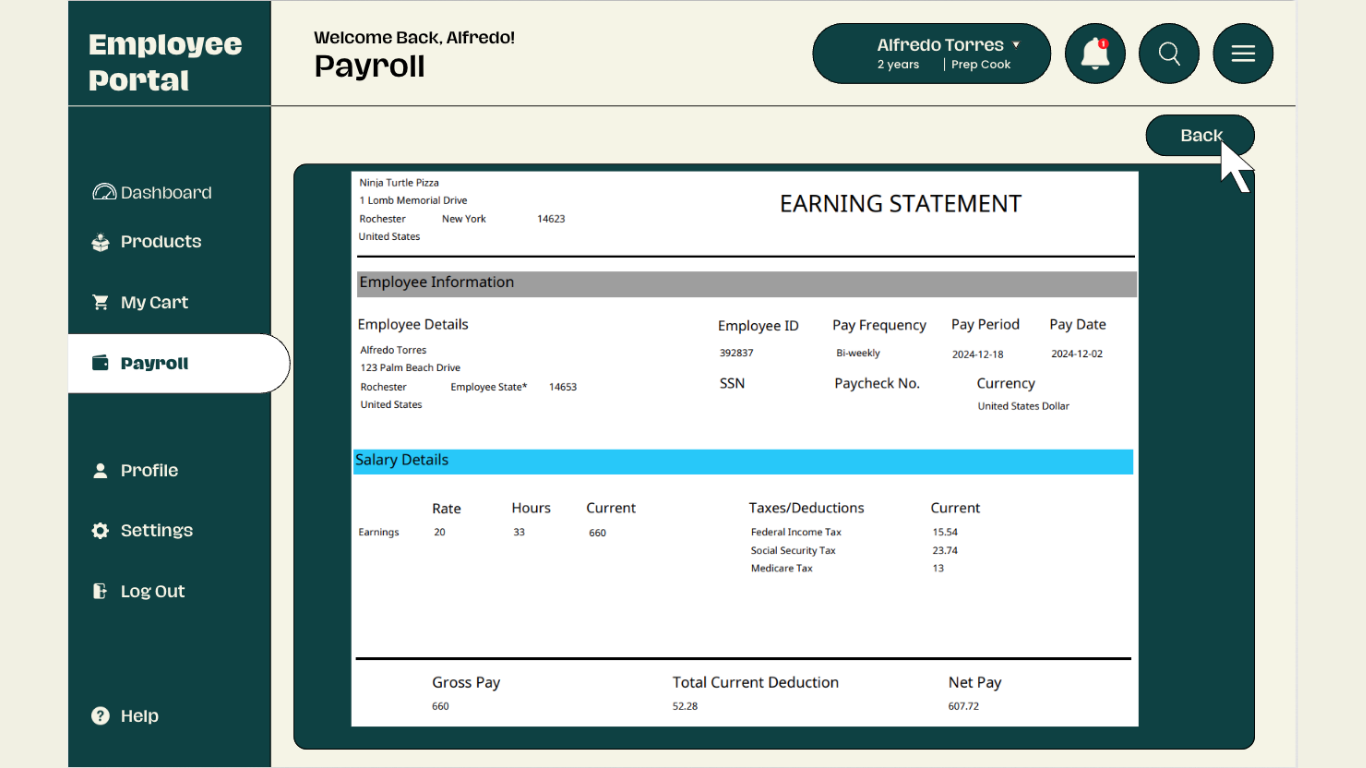 Employee
Portal
Welcome Back, Alfredo!
Payroll
Alfredo Torres
2 years | Prep Cook
1
Back
Dashboard
Products
My Cart
Payroll
Profile
Settings
Log Out
Help
Ninja Turtle Pizza
1 Lomb Memorial Drive
Rochester New York 14623
United States
EARNING STATEMENT
Employee Information
Employee Details
Alfredo Torres
123 Palm Beach Drive
Rochester Employee State* 14653
United States
Employee ID Pay Frequency Pay Period Pay Date
392837 Bi-weekly 2024-12-18 2024-12-02
SSN Paycheck No. Currency
United States Dollar
Salary Details
Rate Hours Current
Earnings 20 33 660
Taxes/Deductions Current
Federal Income Tax 15.54
Social Security Tax 23.74
Medicare Tax 13
Gross Pay Total Current Deduction Net Pay
660 52.28 607.72